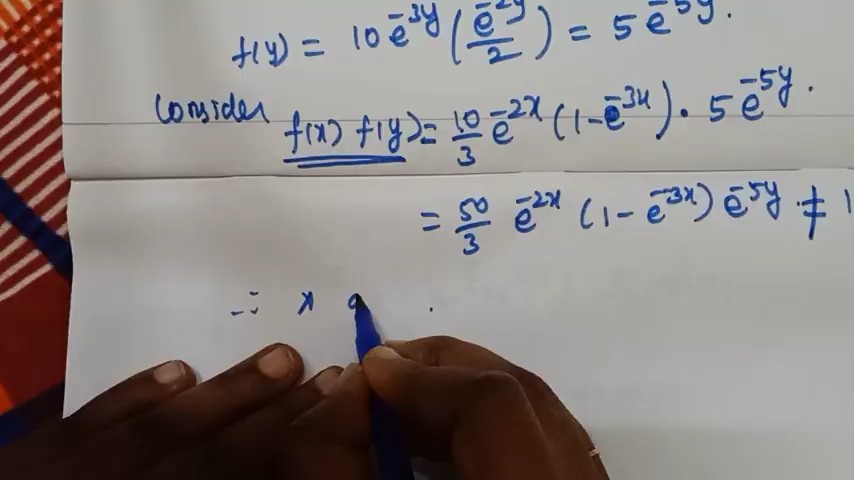 f(y) = 10 e^{-3y} (e^{-2y}/2) = 5 e^{-5y}.
Consider f(x) f(y) = 10/3 e^{-2x} (1 - e^{-3x}) · 5 e^{-5y}.
= 50/3 e^{-2x} (1 - e^{-3x}) e^{-5y} ≠ 1
∴ x a